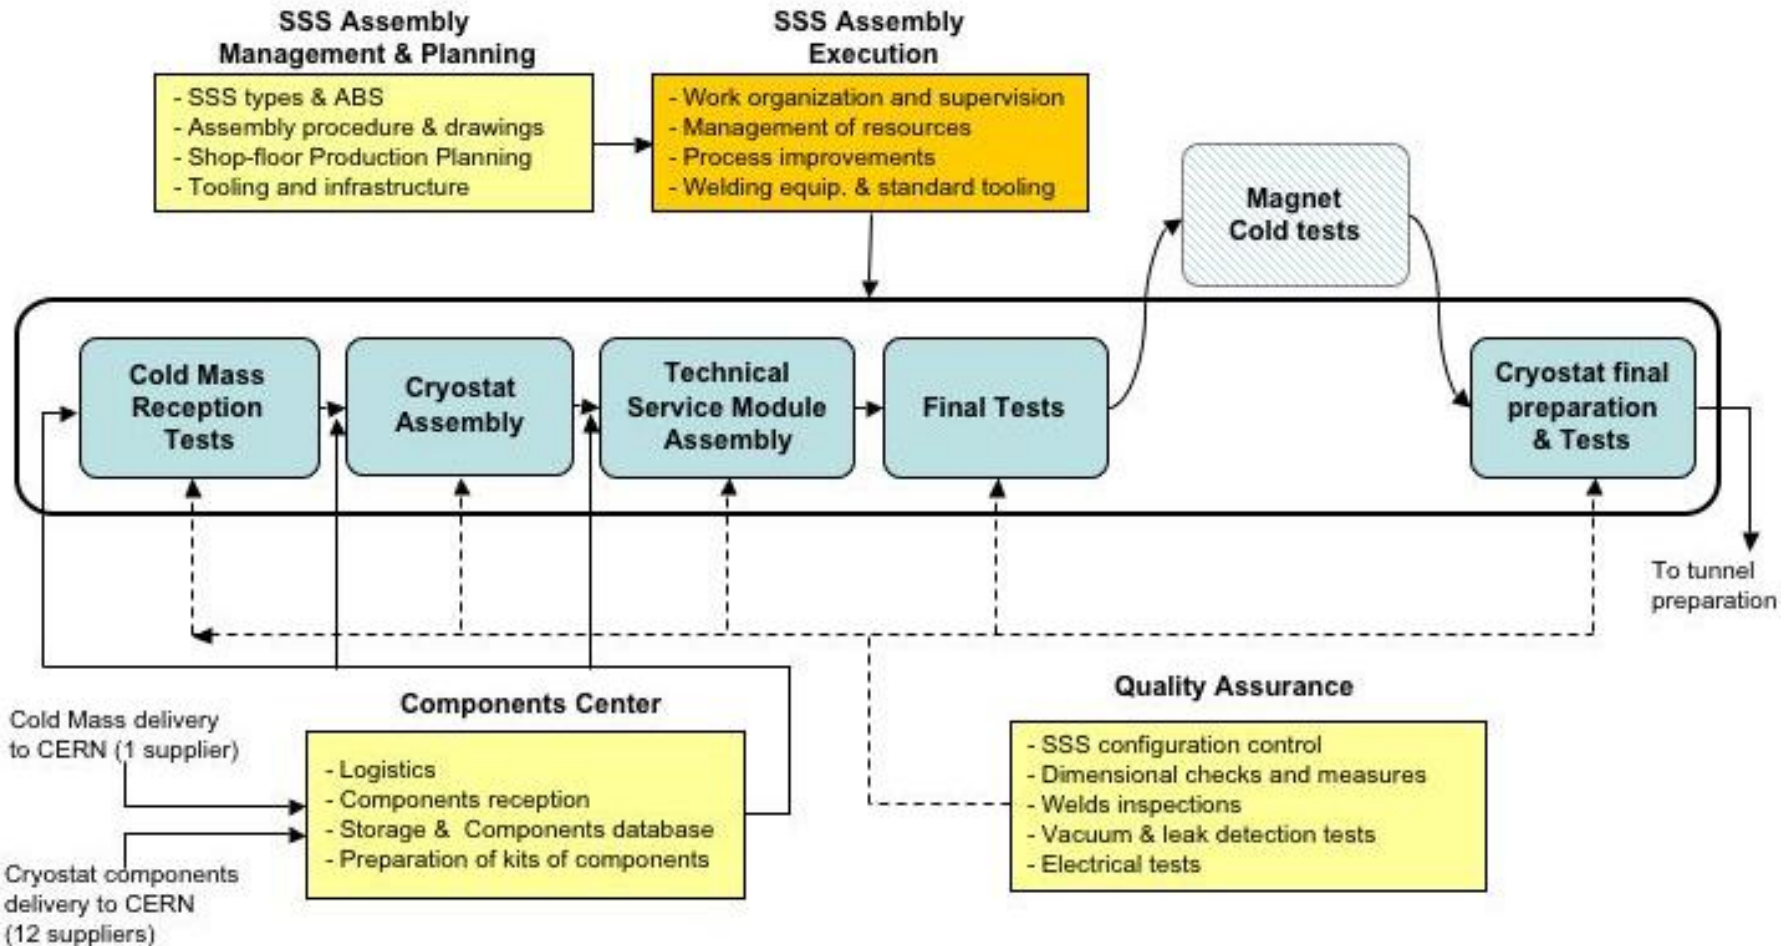 SSS Assembly
Management & Planning
- SSS types & ABS
- Assembly procedure & drawings
- Shop-floor Production Planning
- Tooling and infrastructure
SSS Assembly
Execution
- Work organization and supervision
- Management of resources
- Process improvements
- Welding equip. & standard tooling
Magnet
Cold tests
Cold Mass
Reception
Tests
Cryostat
Assembly
Technical
Service Module
Assembly
Final Tests
Cryostat final
preparation
& Tests
To tunnel
preparation
Cold Mass delivery
to CERN (1 supplier)
Cryostat components
delivery to CERN
(12 suppliers)
Components Center
- Logistics
- Components reception
- Storage & Components database
- Preparation of kits of components
Quality Assurance
- SSS configuration control
- Dimensional checks and measures
- Welds inspections
- Vacuum & leak detection tests
- Electrical tests